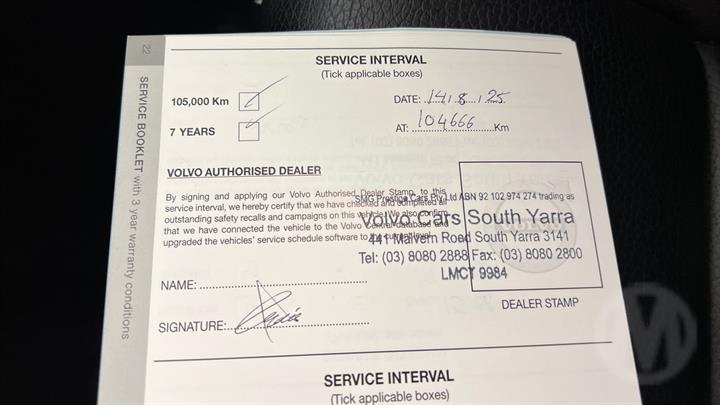 22
SERVICE BOOKLET with 3 year warranty conditions
SERVICE INTERVAL
(Tick applicable boxes)
105,000 Km
7 YEARS
DATE: 14/8/25
AT: 104666 Km
VOLVO AUTHORISED DEALER
By signing and applying our Volvo Authorised Dealer Stamp, to this
service interval, we hereby certify that we have checked and completed all
outstanding safety recalls and campaigns on this vehicle. We also confirm
that we have connected the vehicle to the Volvo Central database and
upgraded the vehicles' service schedule software to the current level.
SMG Prestige Cars Pty Ltd ABN 92 102 974 274 trading as
Volvo Cars South Yarra
441 Malvern Road South Yarra 3141
Tel: (03) 8080 2888 Fax: (03) 8080 2800
LMCT 9984
NAME:
SIGNATURE:
DEALER STAMP
SERVICE INTERVAL
(Tick applicable boxes)